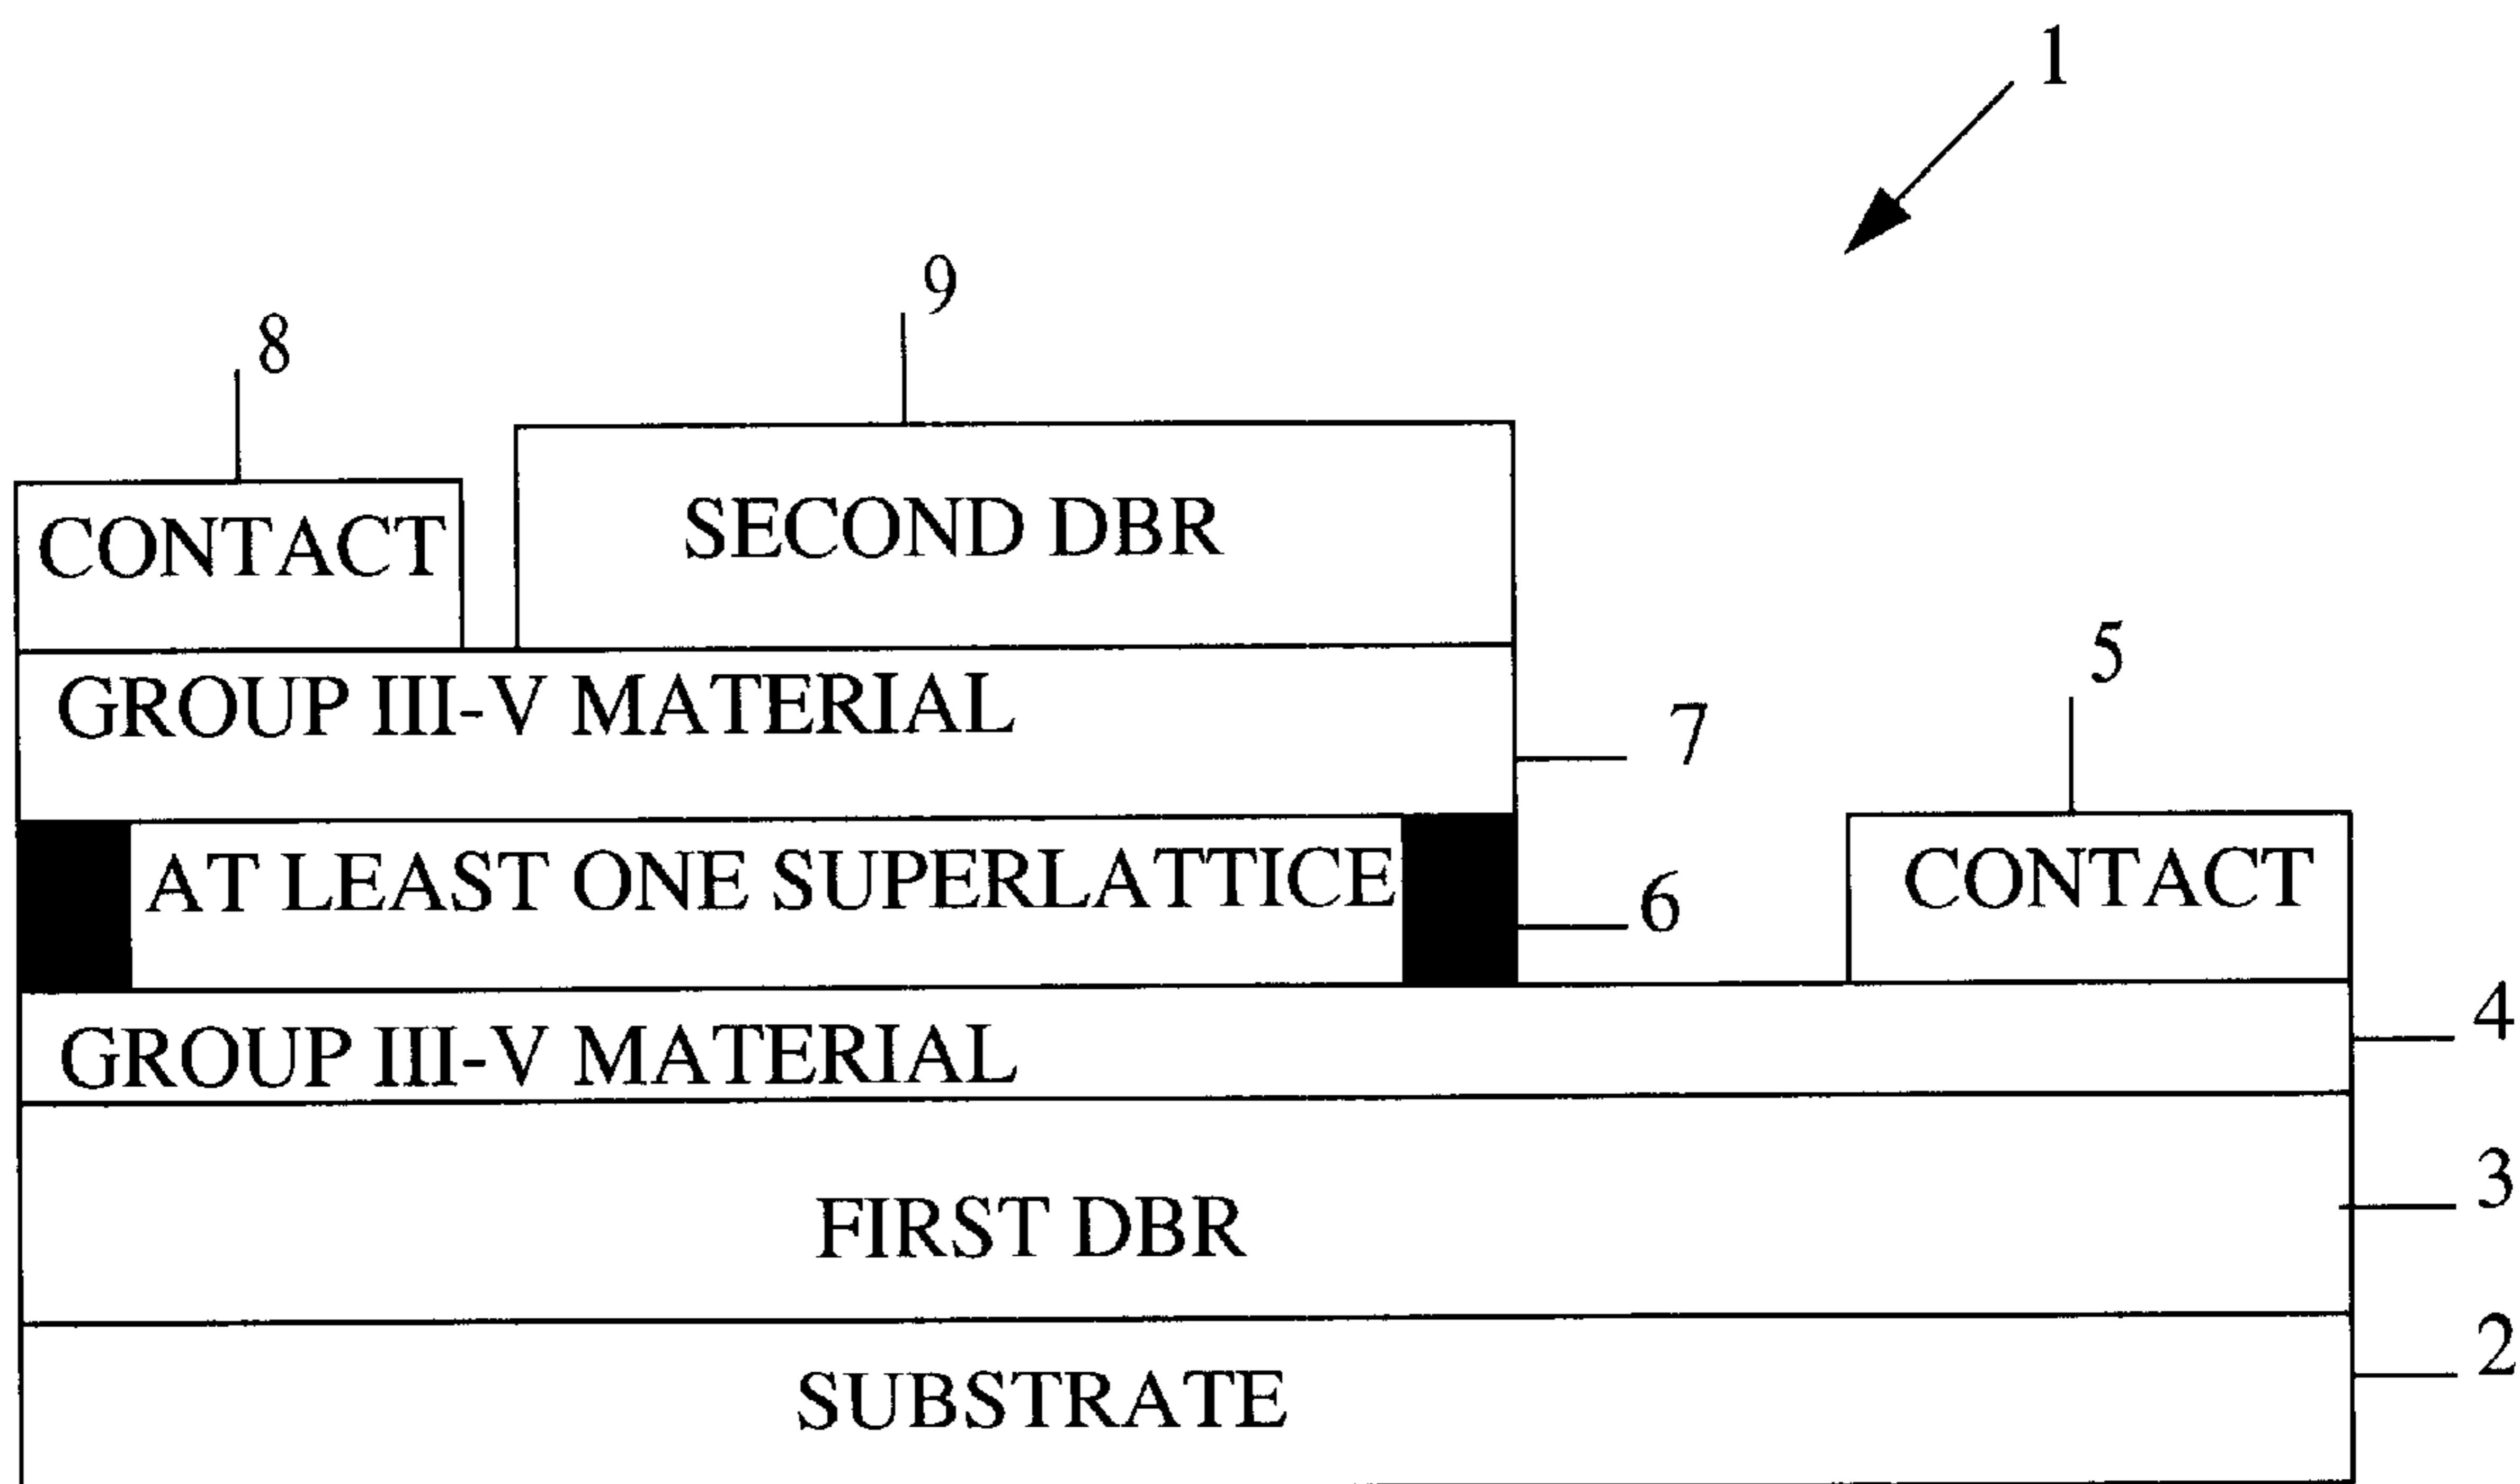 1
9
8
SECOND DBR
CONTACT
5
GROUP III-V MATERIAL
7
AT LEAST ONE SUPERLATTICE
6
CONTACT
4
GROUP III-V MATERIAL
3
FIRST DBR
2
SUBSTRATE